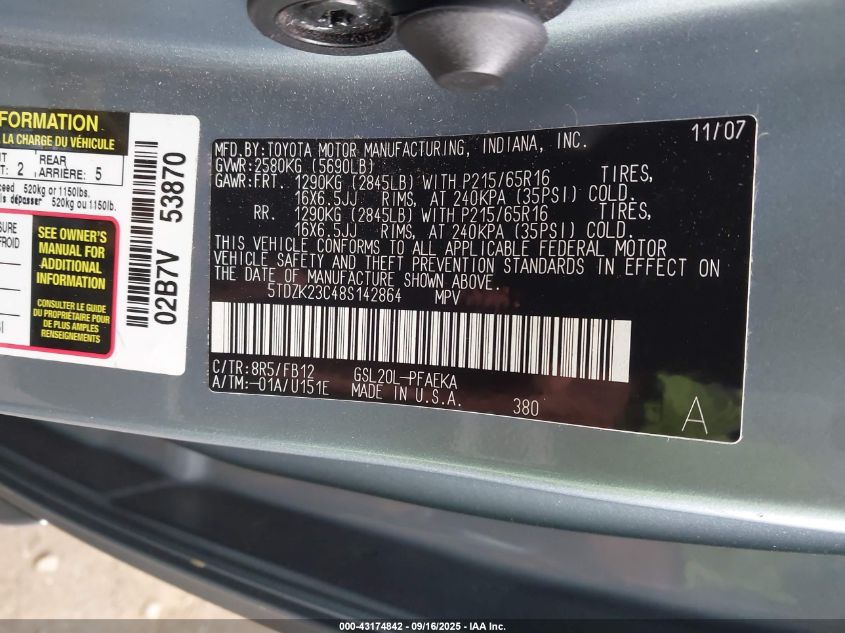 FORMATION
LA CHARGE DU VÉHICULE
2
REAR
ARRIÈRE: 5
520kg or 1150lbs.
dépasser 520kg ou 1150lb.
SEE OWNER'S
MANUAL FOR
ADDITIONAL
INFORMATION
VOIR LE GUIDE
DU PROPRIÉTAIRE POUR
DE PLUS AMPLES
RENSEIGNEMENTS
02B7V 53870
MFD.BY:TOYOTA MOTOR MANUFACTURING, INDIANA, INC. 11/07
GVWR:2580KG (5690LB)
GAWR:FRT. 1290KG (2845LB) WITH P215/65R16 TIRES,
16X6.5JJ RIMS, AT 240KPA (35PSI) COLD.
RR. 1290KG (2845LB) WITH P215/65R16 TIRES,
16X6.5JJ RIMS, AT 240KPA (35PSI) COLD.
THIS VEHICLE CONFORMS TO ALL APPLICABLE FEDERAL MOTOR
VEHICLE SAFETY AND THEFT PREVENTION STANDARDS IN EFFECT ON
THE DATE OF MANUFACTURE SHOWN ABOVE.
5TDZK23C48S142864 MPV
C/TR:8R5/FB12 GSL20L-PFAEKA
A/TM:-01A/U151E MADE IN U.S.A. 380 A
000-43174842 - 09/16/2025 - IAA Inc.